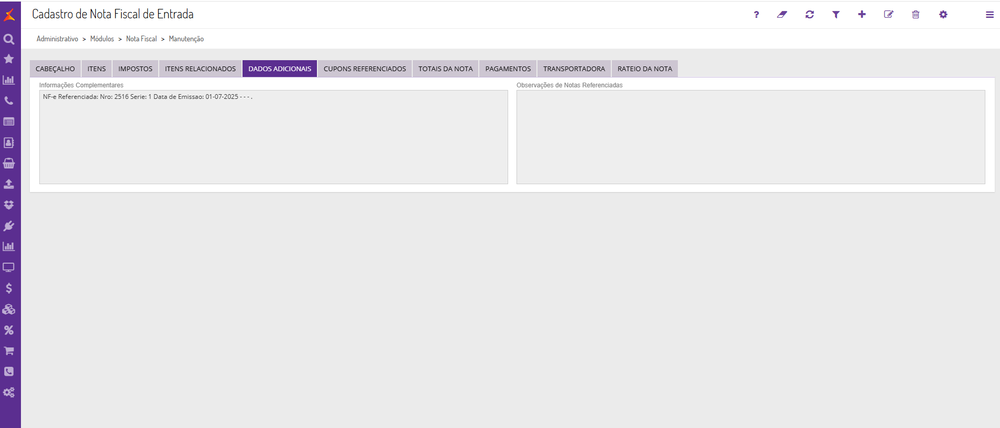 Cadastro de Nota Fiscal de Entrada
Administrativo > Módulos > Nota Fiscal > Manutenção
CABEÇALHO ITENS IMPOSTOS ITENS RELACIONADOS DADOS ADICIONAIS CUPONS REFERENCIADOS TOTAIS DA NOTA PAGAMENTOS TRANSPORTADORA RATEIO DA NOTA
Informações Complementares
NF-e Referenciada: Nro: 2516 Serie: 1 Data de Emissao: 01-07-2025 - - - .
Observações de Notas Referenciadas